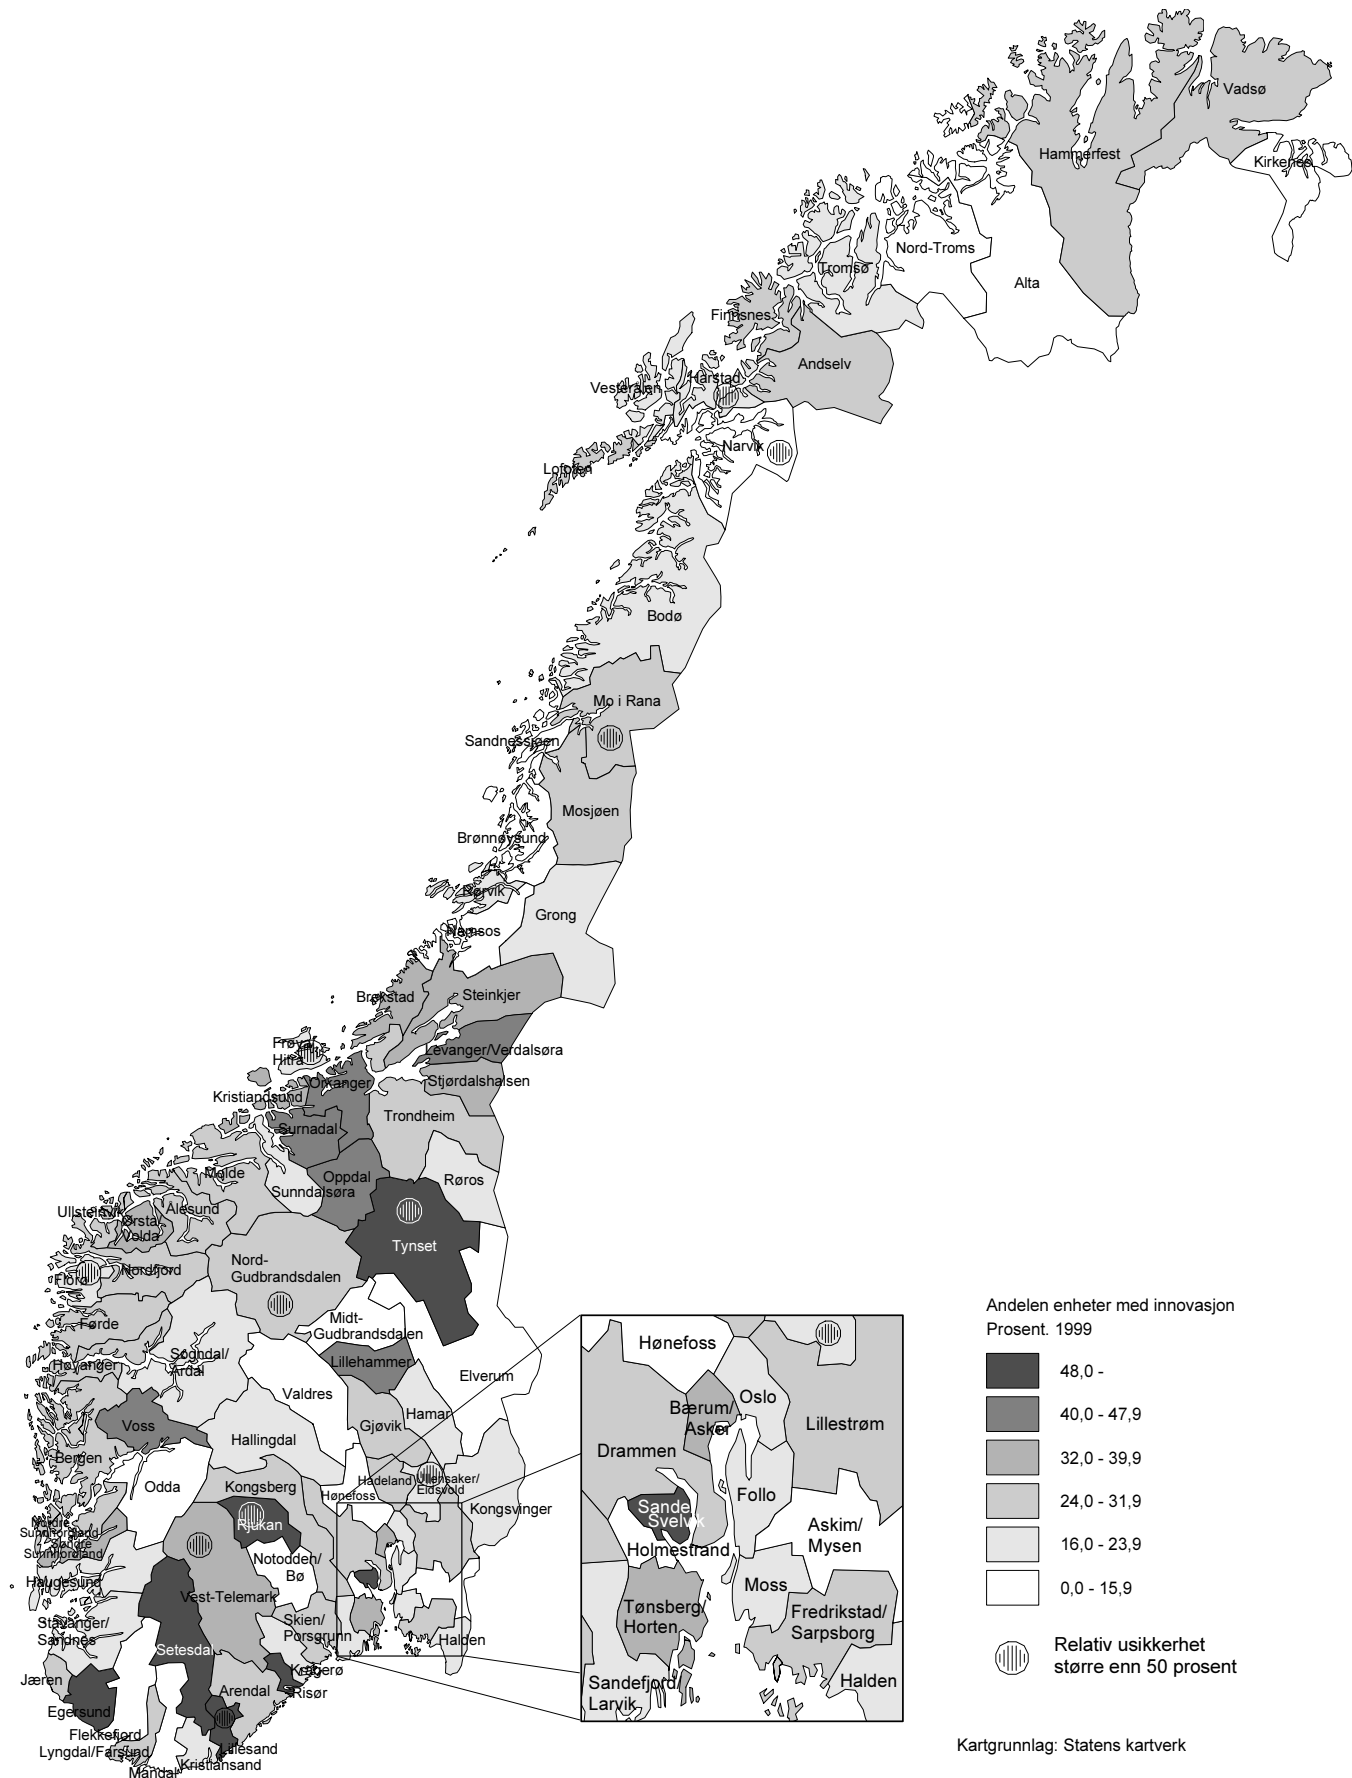 Vadsø
Hammerfest
Kirkenes
Nord-Troms
Tromsø
Alta
Finnsnes
Andselv
Harstad
Vesterålen
Narvik
Lofoten
Bodø
Mo i Rana
Sandnessjøen
Mosjøen
Brønnøysund
Rørvik
Grong
Namsos
Brekstad
Steinkjer
Frøya/
Hitra
Levanger/Verdalsøra
Orkanger
Stjørdalshalsen
Kristiandsund
Trondheim
Surnadal
Molde
Oppdal
Sunndalsøra
Røros
Ullsteinvik
Ørsta/
Volda
Ålesund
Tynset
Nord-
Gudbrandsdalen
Nordfjord
Florø
Førde
Midt-
Gudbrandsdalen
Høyanger
Sogndal/
Årdal
Lillehammer
Elverum
Valdres
Voss
Hallingdal
Gjøvik
Hamar
Bergen
Odda
Kongsberg
Hadeland
Ullensaker/
Eidsvold
Hønefoss
Kongsvinger
Nordre
Sunnhordland
Søndre
Sunnhordland
Rjukan
Notodden/
Bø
Haugesund
Vest-Telemark
Skien/
Porsgrunn
Stavanger/
Sandnes
Setesdal
Halden
Jæren
Kragerø
Risør
Arendal
Egersund
Flekkefjord
Lyngdal/Farsund
Lillesand
Kristiansand
Mandal
Hønefoss
Oslo
Bærum/
Asker
Lillestrøm
Drammen
Follo
Sande/
Svelvik
Askim/
Mysen
Holmestrand
Moss
Tønsberg/
Horten
Fredrikstad/
Sarpsborg
Sandefjord/
Larvik
Halden
Andelen enheter med innovasjon
Prosent. 1999
48,0 -
40,0 - 47,9
32,0 - 39,9
24,0 - 31,9
16,0 - 23,9
0,0 - 15,9
Relativ usikkerhet
større enn 50 prosent
Kartgrunnlag: Statens kartverk